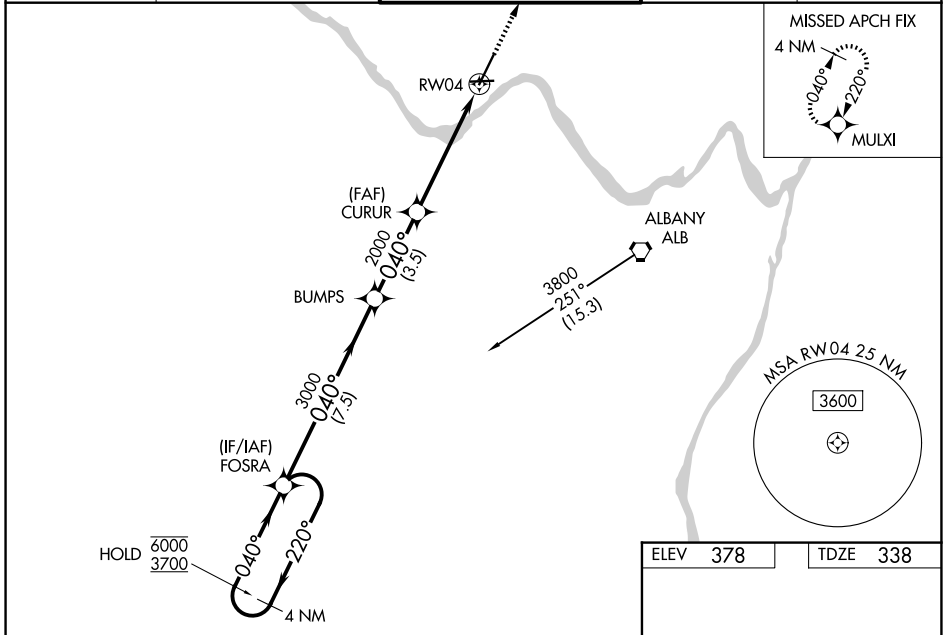 MISSED APCH FIX
4 NM
040°
220°
MULXI
RW04
(FAF)
CURUR
2000
040°
(3.5)
BUMPS
ALBANY
ALB
3800
251°
(15.3)
3000
040°
(7.5)
MSA RW04 25 NM
3600
(IF/IAF)
FOSRA
HOLD
6000
3700
040°
220°
4 NM
ELEV 378
TDZE 338